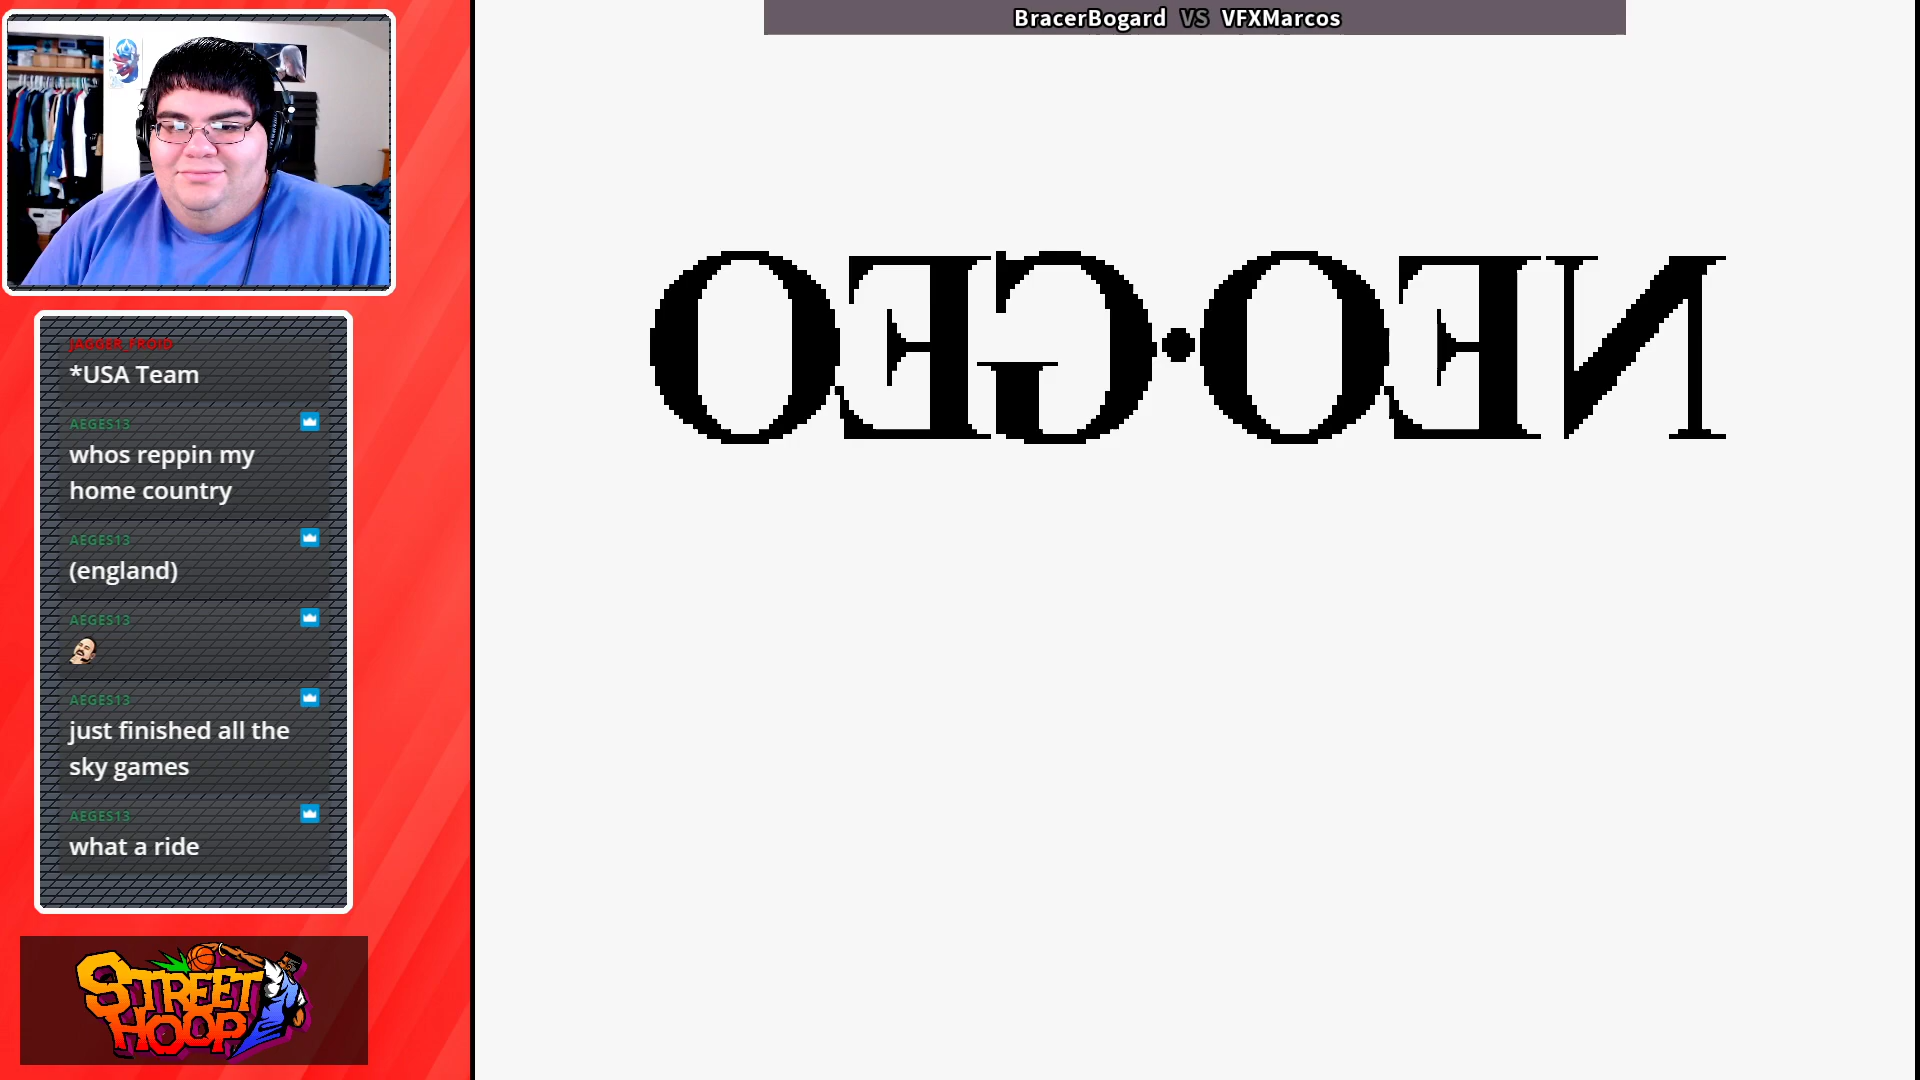 BracerBogard VS VFXMarcos
NEO•GEO
JAGGER_PROID
*USA Team
AEGES13
whos reppin my
home country
AEGES13
(england)
AEGES13
AEGES13
just finished all the
sky games
AEGES13
what a ride
STREET
HOOP